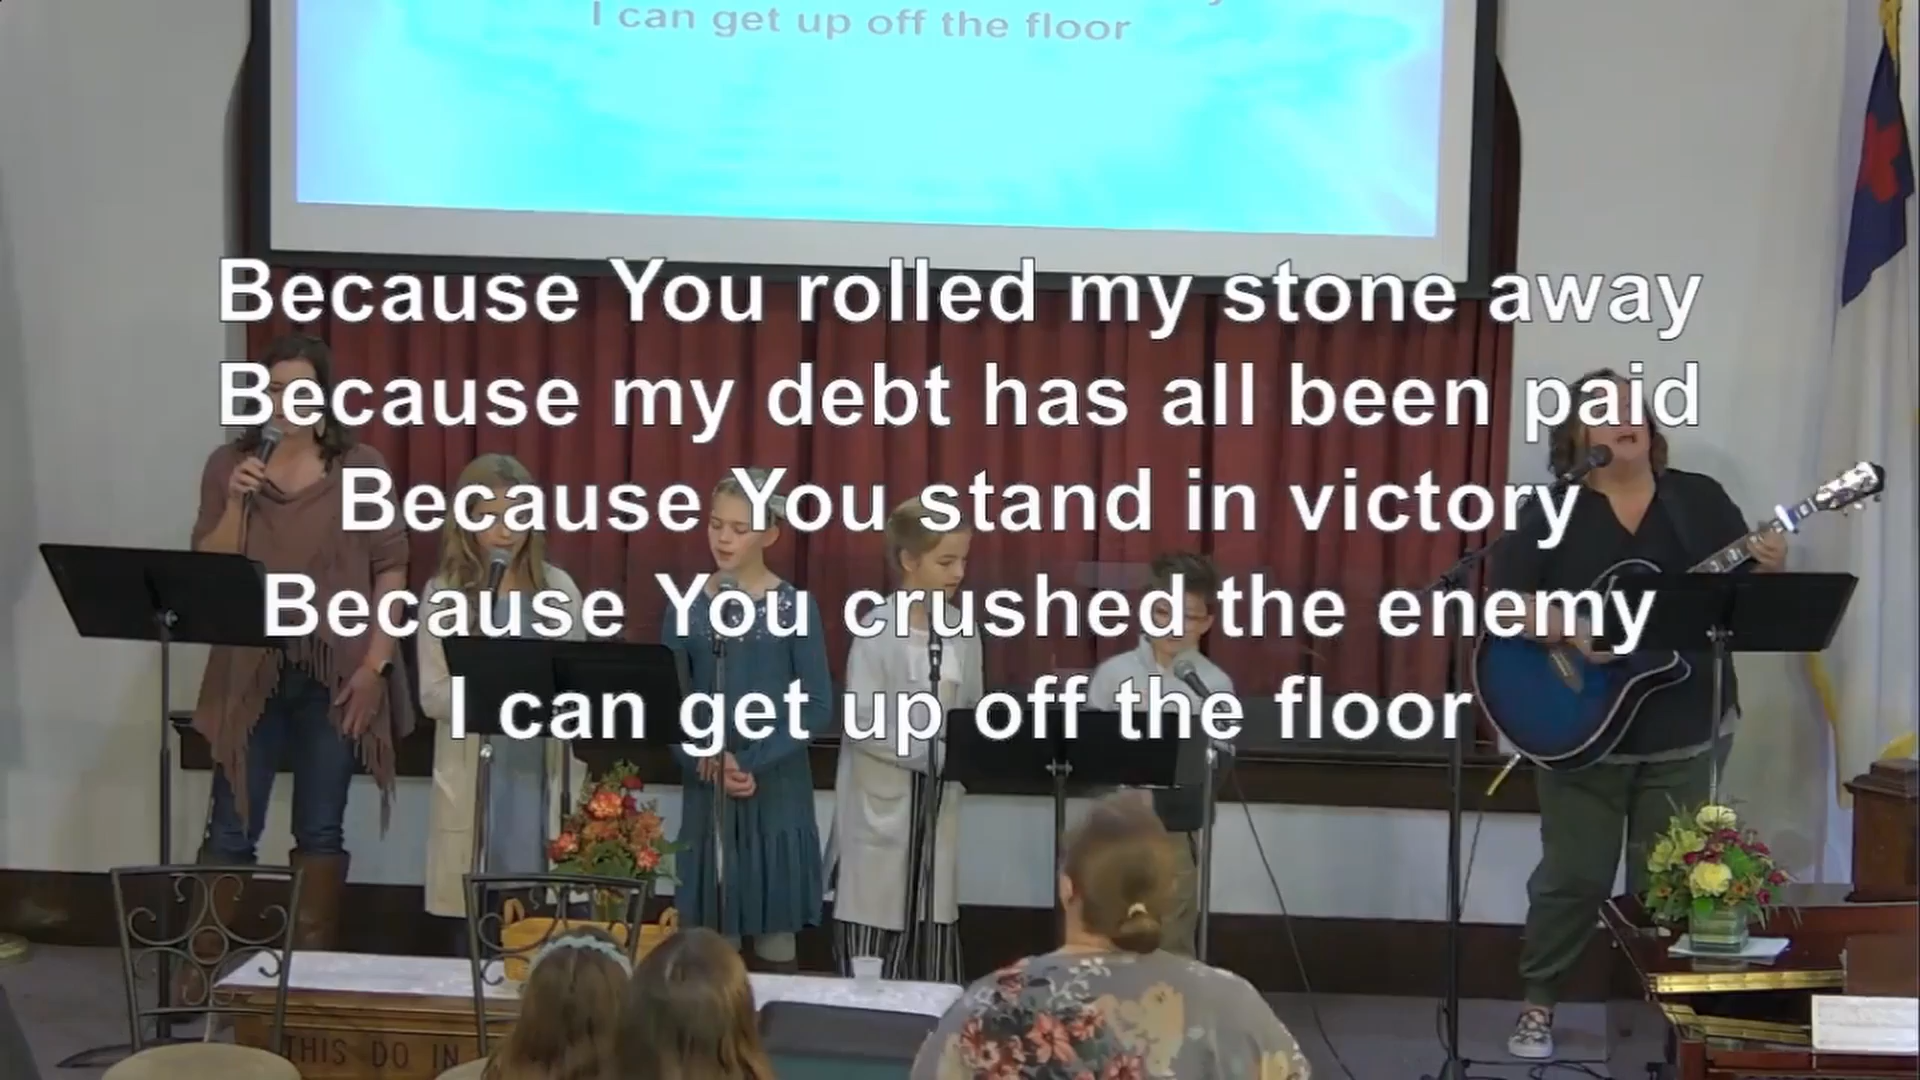 I can get up off the floor
Because You rolled my stone away
Because my debt has all been paid
Because You stand in victory
Because You crushed the enemy
I can get up off the floor
THIS DO IN